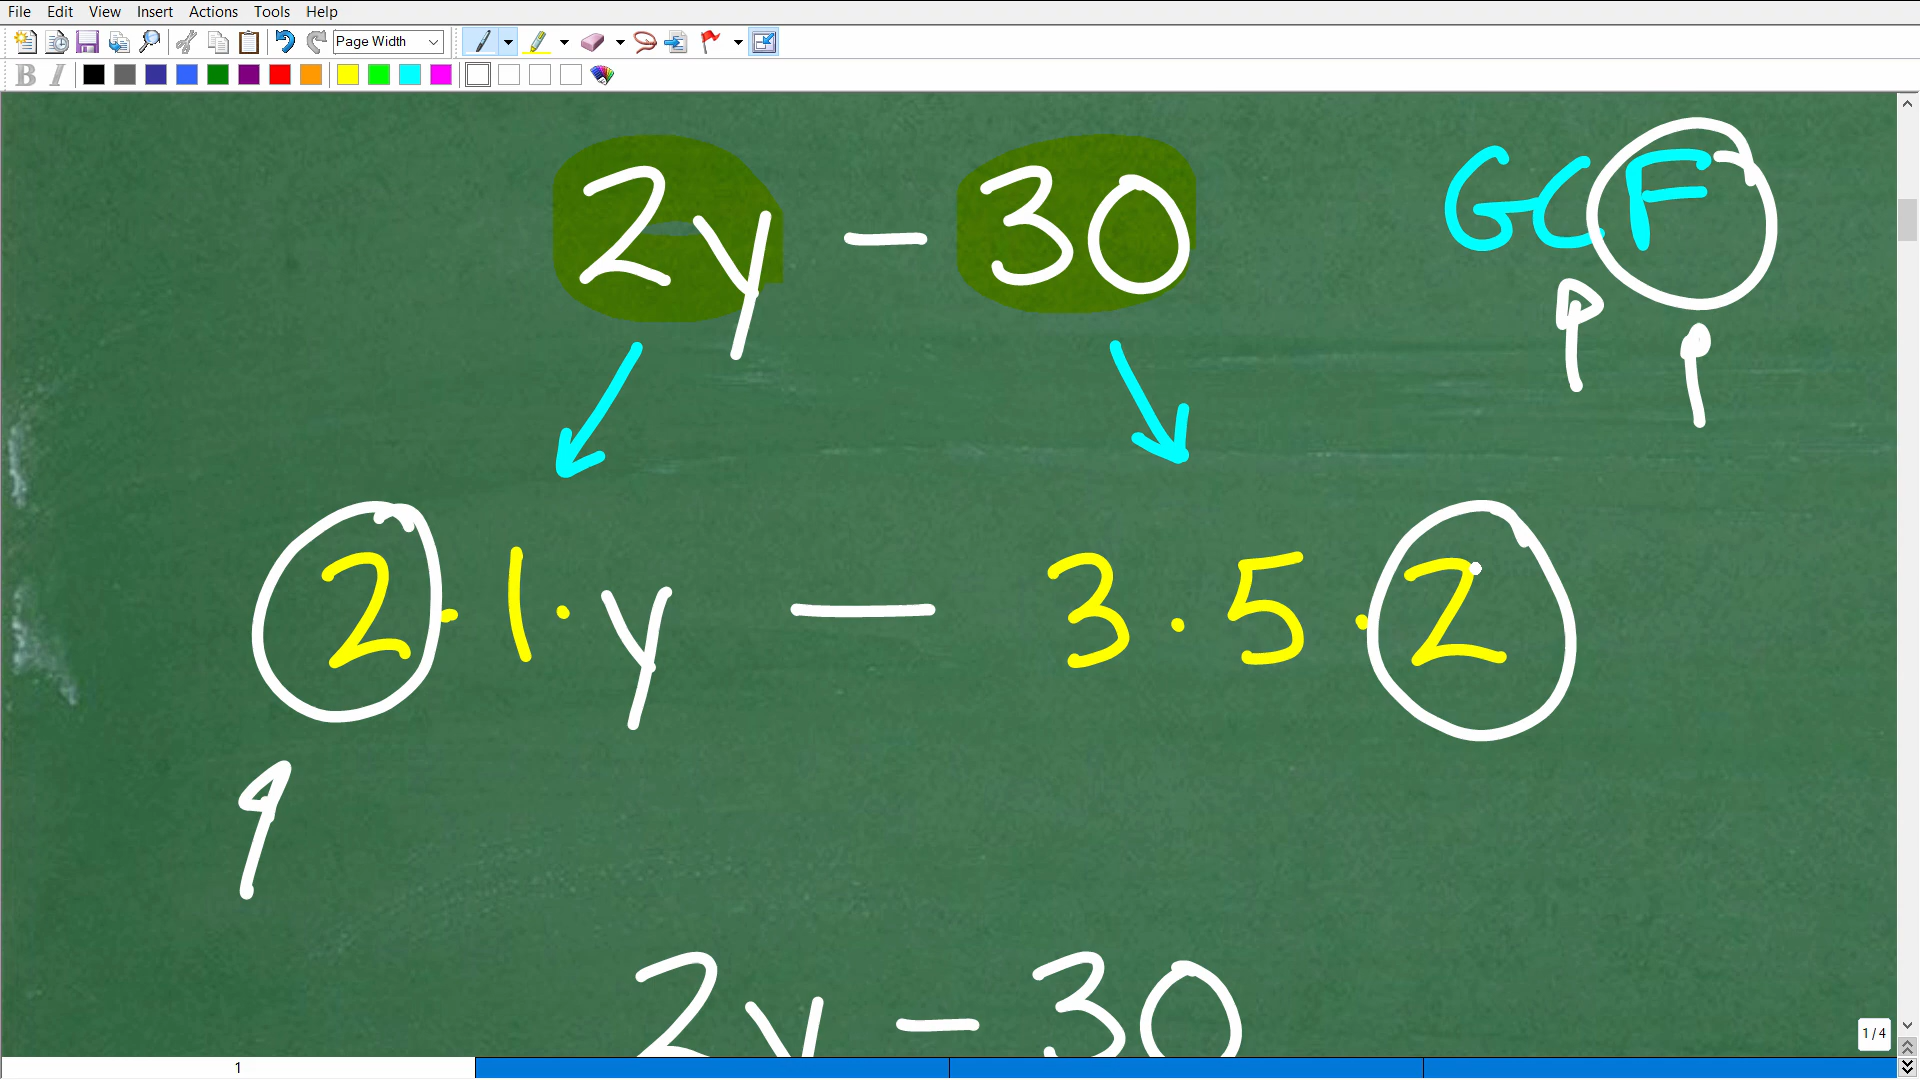 File Edit View Insert Actions Tools Help
Page Width
B I
2y - 30 GCF
2 · 1 · y - 3 · 5 · 2
2y - 30
1 / 4
1